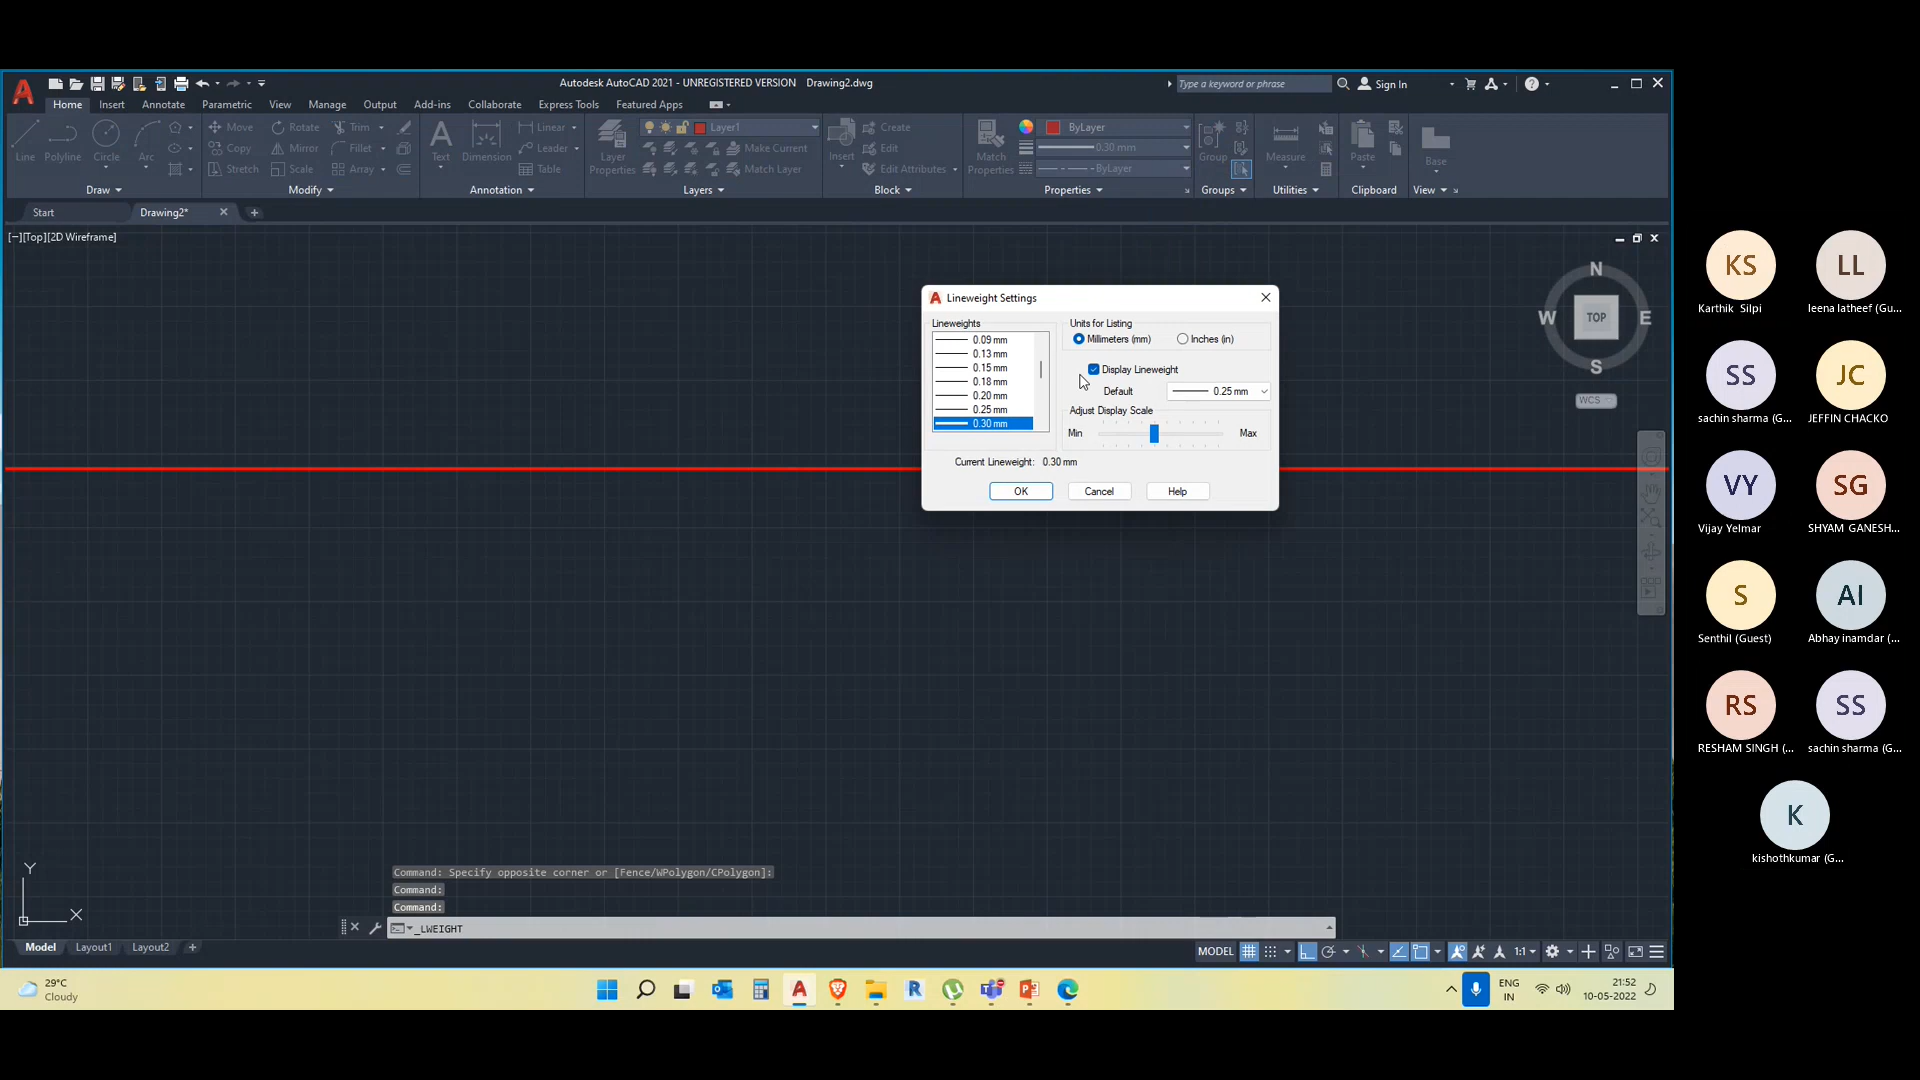 Autodesk AutoCAD 2021 - UNREGISTERED VERSION Drawing2.dwg
Type a keyword or phrase
Sign In
Home Insert Annotate Parametric View Manage Output Add-ins Collaborate Express Tools Featured Apps
Line Polyline Circle Arc
Move Rotate Trim
Copy Mirror Fillet
Stretch Scale Array
Text Dimension
Linear
Leader
Table
Layer Properties
Layer1
Make Current
Match Layer
Insert
Create
Edit
Edit Attributes
Match Properties
ByLayer
0.30 mm
ByLayer
Group
Measure
Paste
Base
Draw Modify Annotation Layers Block Properties Groups Utilities Clipboard View
Start Drawing2*
[−][Top][2D Wireframe]
N
W TOP E
S
WCS
Lineweight Settings
Lineweights
0.09 mm
0.13 mm
0.15 mm
0.18 mm
0.20 mm
0.25 mm
0.30 mm
Units for Listing
Millimeters (mm) Inches (in)
Display Lineweight
Default 0.25 mm
Adjust Display Scale
Min Max
Current Lineweight: 0.30 mm
OK Cancel Help
Y
X
Command: Specify opposite corner or [Fence/WPolygon/CPolygon]:
Command:
Command:
_LWEIGHT
Model Layout1 Layout2
MODEL 1:1
29°C
Cloudy
ENG
IN
21:52
10-05-2022
KS
Karthik Silpi
LL
leena latheef (Gu...
SS
sachin sharma (G...
JC
JEFFIN CHACKO
VY
Vijay Yelmar
SG
SHYAM GANESH...
S
Senthil (Guest)
AI
Abhay inamdar (...
RS
RESHAM SINGH (...
SS
sachin sharma (G...
K
kishothkumar (G...